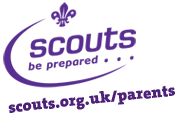 scouts
be prepared . . .
scouts.org.uk/parents